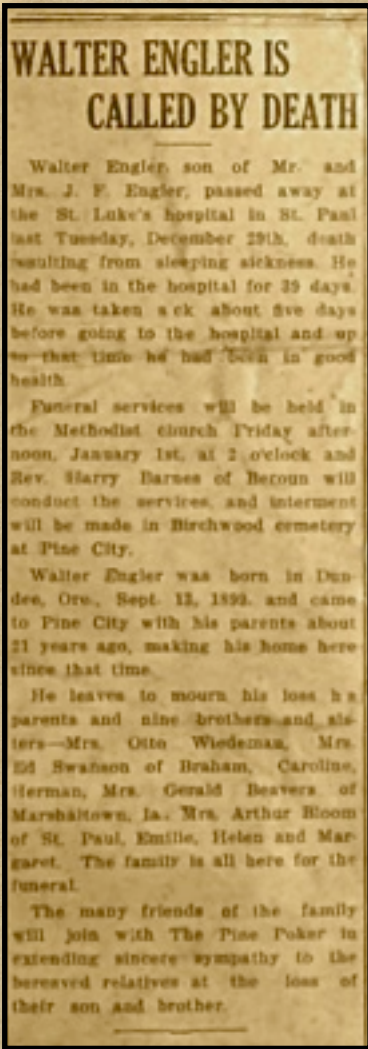 WALTER ENGLER IS
CALLED BY DEATH
Walter Engler, son of Mr. and
Mrs. J. F. Engler, passed away at
the St. Luke's hospital in St. Paul
last Tuesday, December 29th, death
resulting from sleeping sickness. He
had been in the hospital for 39 days.
He was taken s ck about five days
before going to the hospital and up
to that time he had been in good
health.
Funeral services will be held in
the Methodist church Friday after-
noon, January 1st, at 2 o'clock and
Rev. Harry Barnes of Beroun will
conduct the services, and interment
will be made in Birchwood cemetery
at Pine City.
Walter Engler was born in Dun-
dee, Ore., Sept. 12, 1899, and came
to Pine City with his parents about
21 years ago, making his home here
since that time.
He leaves to mourn his loss h s
parents and nine brothers and sis-
ters—Mrs. Otto Wiedeman, Mrs.
Ed Swanson of Braham, Caroline,
Herman, Mrs. Gerald Beavers of
Marshaltown, Ia., Mrs. Arthur Bloom
of St. Paul, Emilie, Helen and Mar-
garet. The family is all here for the
funeral.
The many friends of the family
will join with The Pine Poker in
extending sincere sympathy to the
bereaved relatives at the loss of
their son and brother.